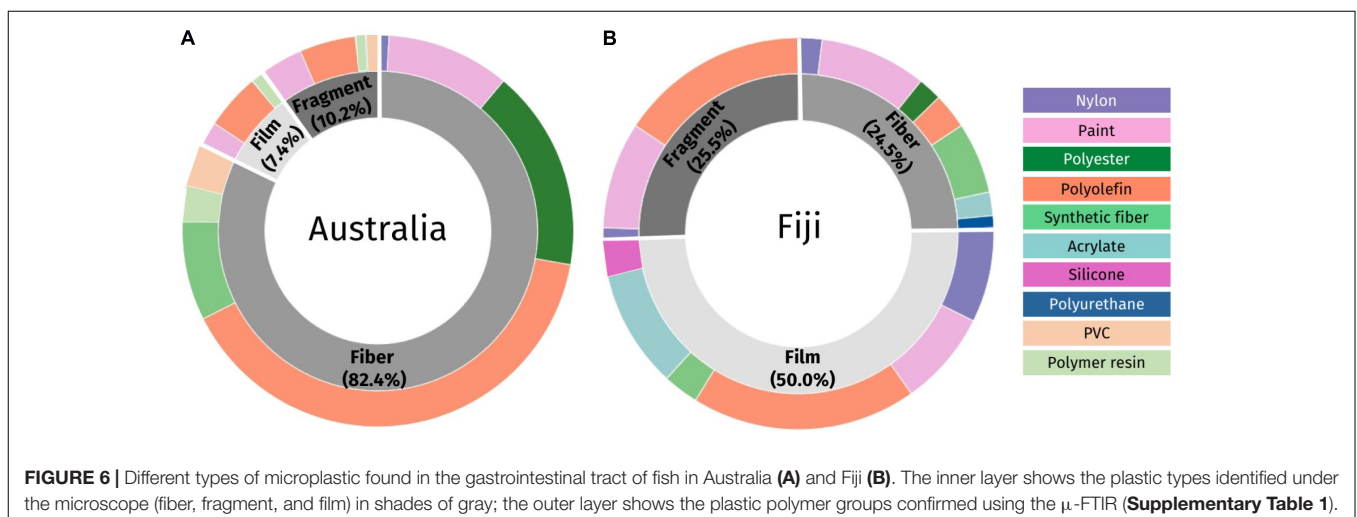 A
Fragment
(10.2%)
Film
(7.4%)
Australia
Fiber
(82.4%)
B
Fragment
(25.5%)
Fiber
(24.5%)
Fiji
Film
(50.0%)
Nylon
Paint
Polyester
Polyolefin
Synthetic fiber
Acrylate
Silicone
Polyurethane
PVC
Polymer resin
FIGURE 6 | Different types of microplastic found in the gastrointestinal tract of fish in Australia (A) and Fiji (B). The inner layer shows the plastic types identified under
the microscope (fiber, fragment, and film) in shades of gray; the outer layer shows the plastic polymer groups confirmed using the μ-FTIR (Supplementary Table 1).